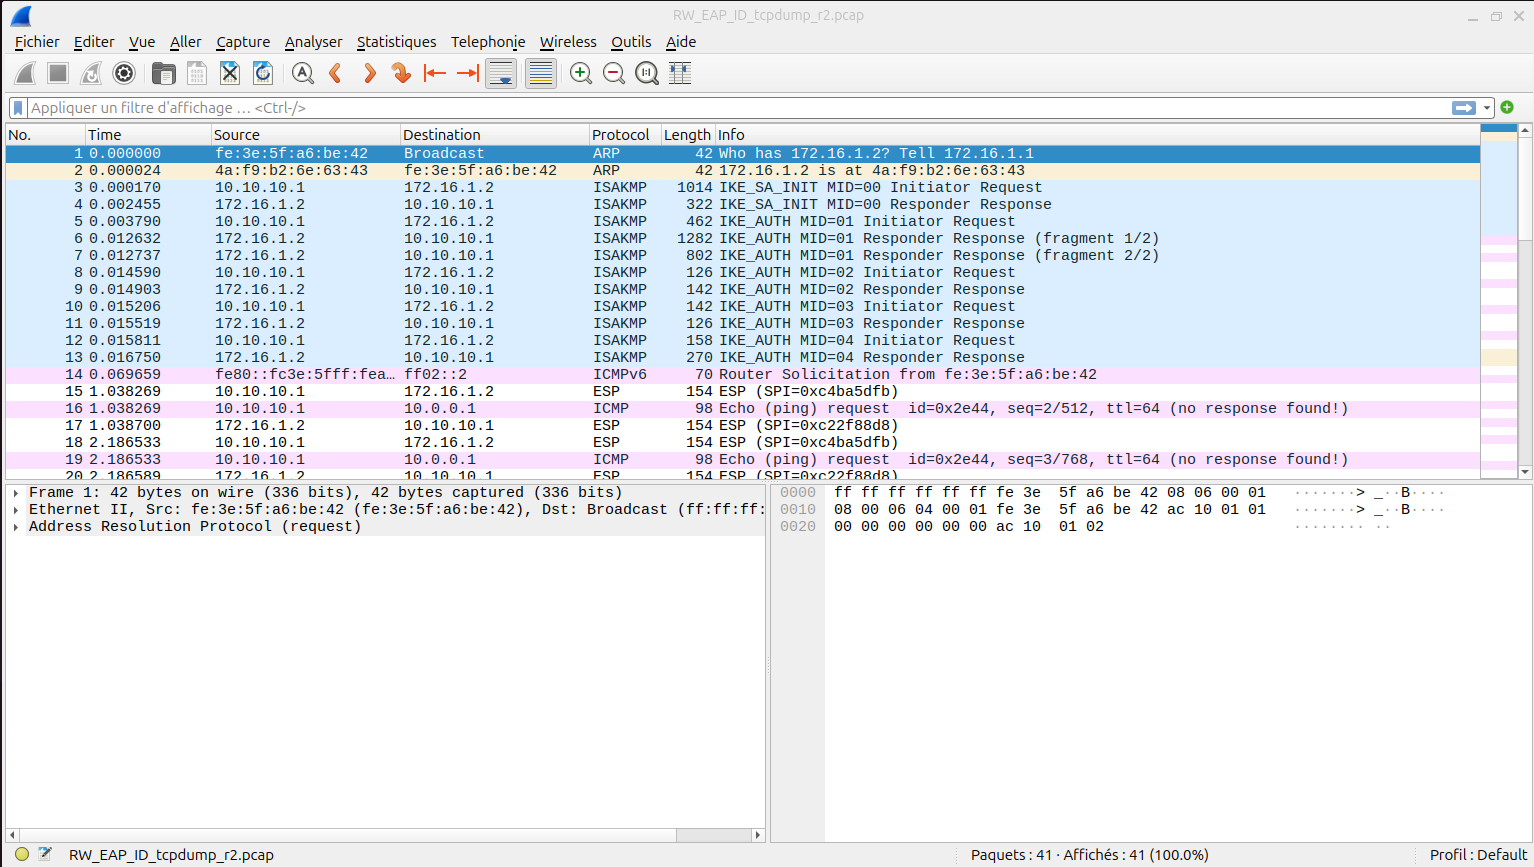 RW_EAP_ID_tcpdump_r2.pcap
Fichier Editer Vue Aller Capture Analyser Statistiques Telephonie Wireless Outils Aide
Appliquer un filtre d'affichage … <Ctrl-/>
No. Time Source Destination Protocol Length Info
1 0.000000 fe:3e:5f:a6:be:42 Broadcast ARP 42 Who has 172.16.1.2? Tell 172.16.1.1
2 0.000024 4a:f9:b2:6e:63:43 fe:3e:5f:a6:be:42 ARP 42 172.16.1.2 is at 4a:f9:b2:6e:63:43
3 0.000170 10.10.10.1 172.16.1.2 ISAKMP 1014 IKE_SA_INIT MID=00 Initiator Request
4 0.002455 172.16.1.2 10.10.10.1 ISAKMP 322 IKE_SA_INIT MID=00 Responder Response
5 0.003790 10.10.10.1 172.16.1.2 ISAKMP 462 IKE_AUTH MID=01 Initiator Request
6 0.012632 172.16.1.2 10.10.10.1 ISAKMP 1282 IKE_AUTH MID=01 Responder Response (fragment 1/2)
7 0.012737 172.16.1.2 10.10.10.1 ISAKMP 802 IKE_AUTH MID=01 Responder Response (fragment 2/2)
8 0.014590 10.10.10.1 172.16.1.2 ISAKMP 126 IKE_AUTH MID=02 Initiator Request
9 0.014903 172.16.1.2 10.10.10.1 ISAKMP 142 IKE_AUTH MID=02 Responder Response
10 0.015206 10.10.10.1 172.16.1.2 ISAKMP 142 IKE_AUTH MID=03 Initiator Request
11 0.015519 172.16.1.2 10.10.10.1 ISAKMP 126 IKE_AUTH MID=03 Responder Response
12 0.015811 10.10.10.1 172.16.1.2 ISAKMP 158 IKE_AUTH MID=04 Initiator Request
13 0.016750 172.16.1.2 10.10.10.1 ISAKMP 270 IKE_AUTH MID=04 Responder Response
14 0.069659 fe80::fc3e:5fff:fea… ff02::2 ICMPv6 70 Router Solicitation from fe:3e:5f:a6:be:42
15 1.038269 10.10.10.1 172.16.1.2 ESP 154 ESP (SPI=0xc4ba5dfb)
16 1.038269 10.10.10.1 10.0.0.1 ICMP 98 Echo (ping) request id=0x2e44, seq=2/512, ttl=64 (no response found!)
17 1.038700 172.16.1.2 10.10.10.1 ESP 154 ESP (SPI=0xc22f88d8)
18 2.186533 10.10.10.1 172.16.1.2 ESP 154 ESP (SPI=0xc4ba5dfb)
19 2.186533 10.10.10.1 10.0.0.1 ICMP 98 Echo (ping) request id=0x2e44, seq=3/768, ttl=64 (no response found!)
20 2.186589 172.16.1.2 10.10.10.1 ESP 154 ESP (SPI=0xc22f88d8)
Frame 1: 42 bytes on wire (336 bits), 42 bytes captured (336 bits)
Ethernet II, Src: fe:3e:5f:a6:be:42 (fe:3e:5f:a6:be:42), Dst: Broadcast (ff:ff:ff:
Address Resolution Protocol (request)
0000 ff ff ff ff ff ff fe 3e 5f a6 be 42 08 06 00 01 ·······> _··B····
0010 08 00 06 04 00 01 fe 3e 5f a6 be 42 ac 10 01 01 ·······> _··B····
0020 00 00 00 00 00 00 ac 10 01 02 ········ ··
RW_EAP_ID_tcpdump_r2.pcap
Paquets : 41 · Affichés : 41 (100.0%)
Profil : Default